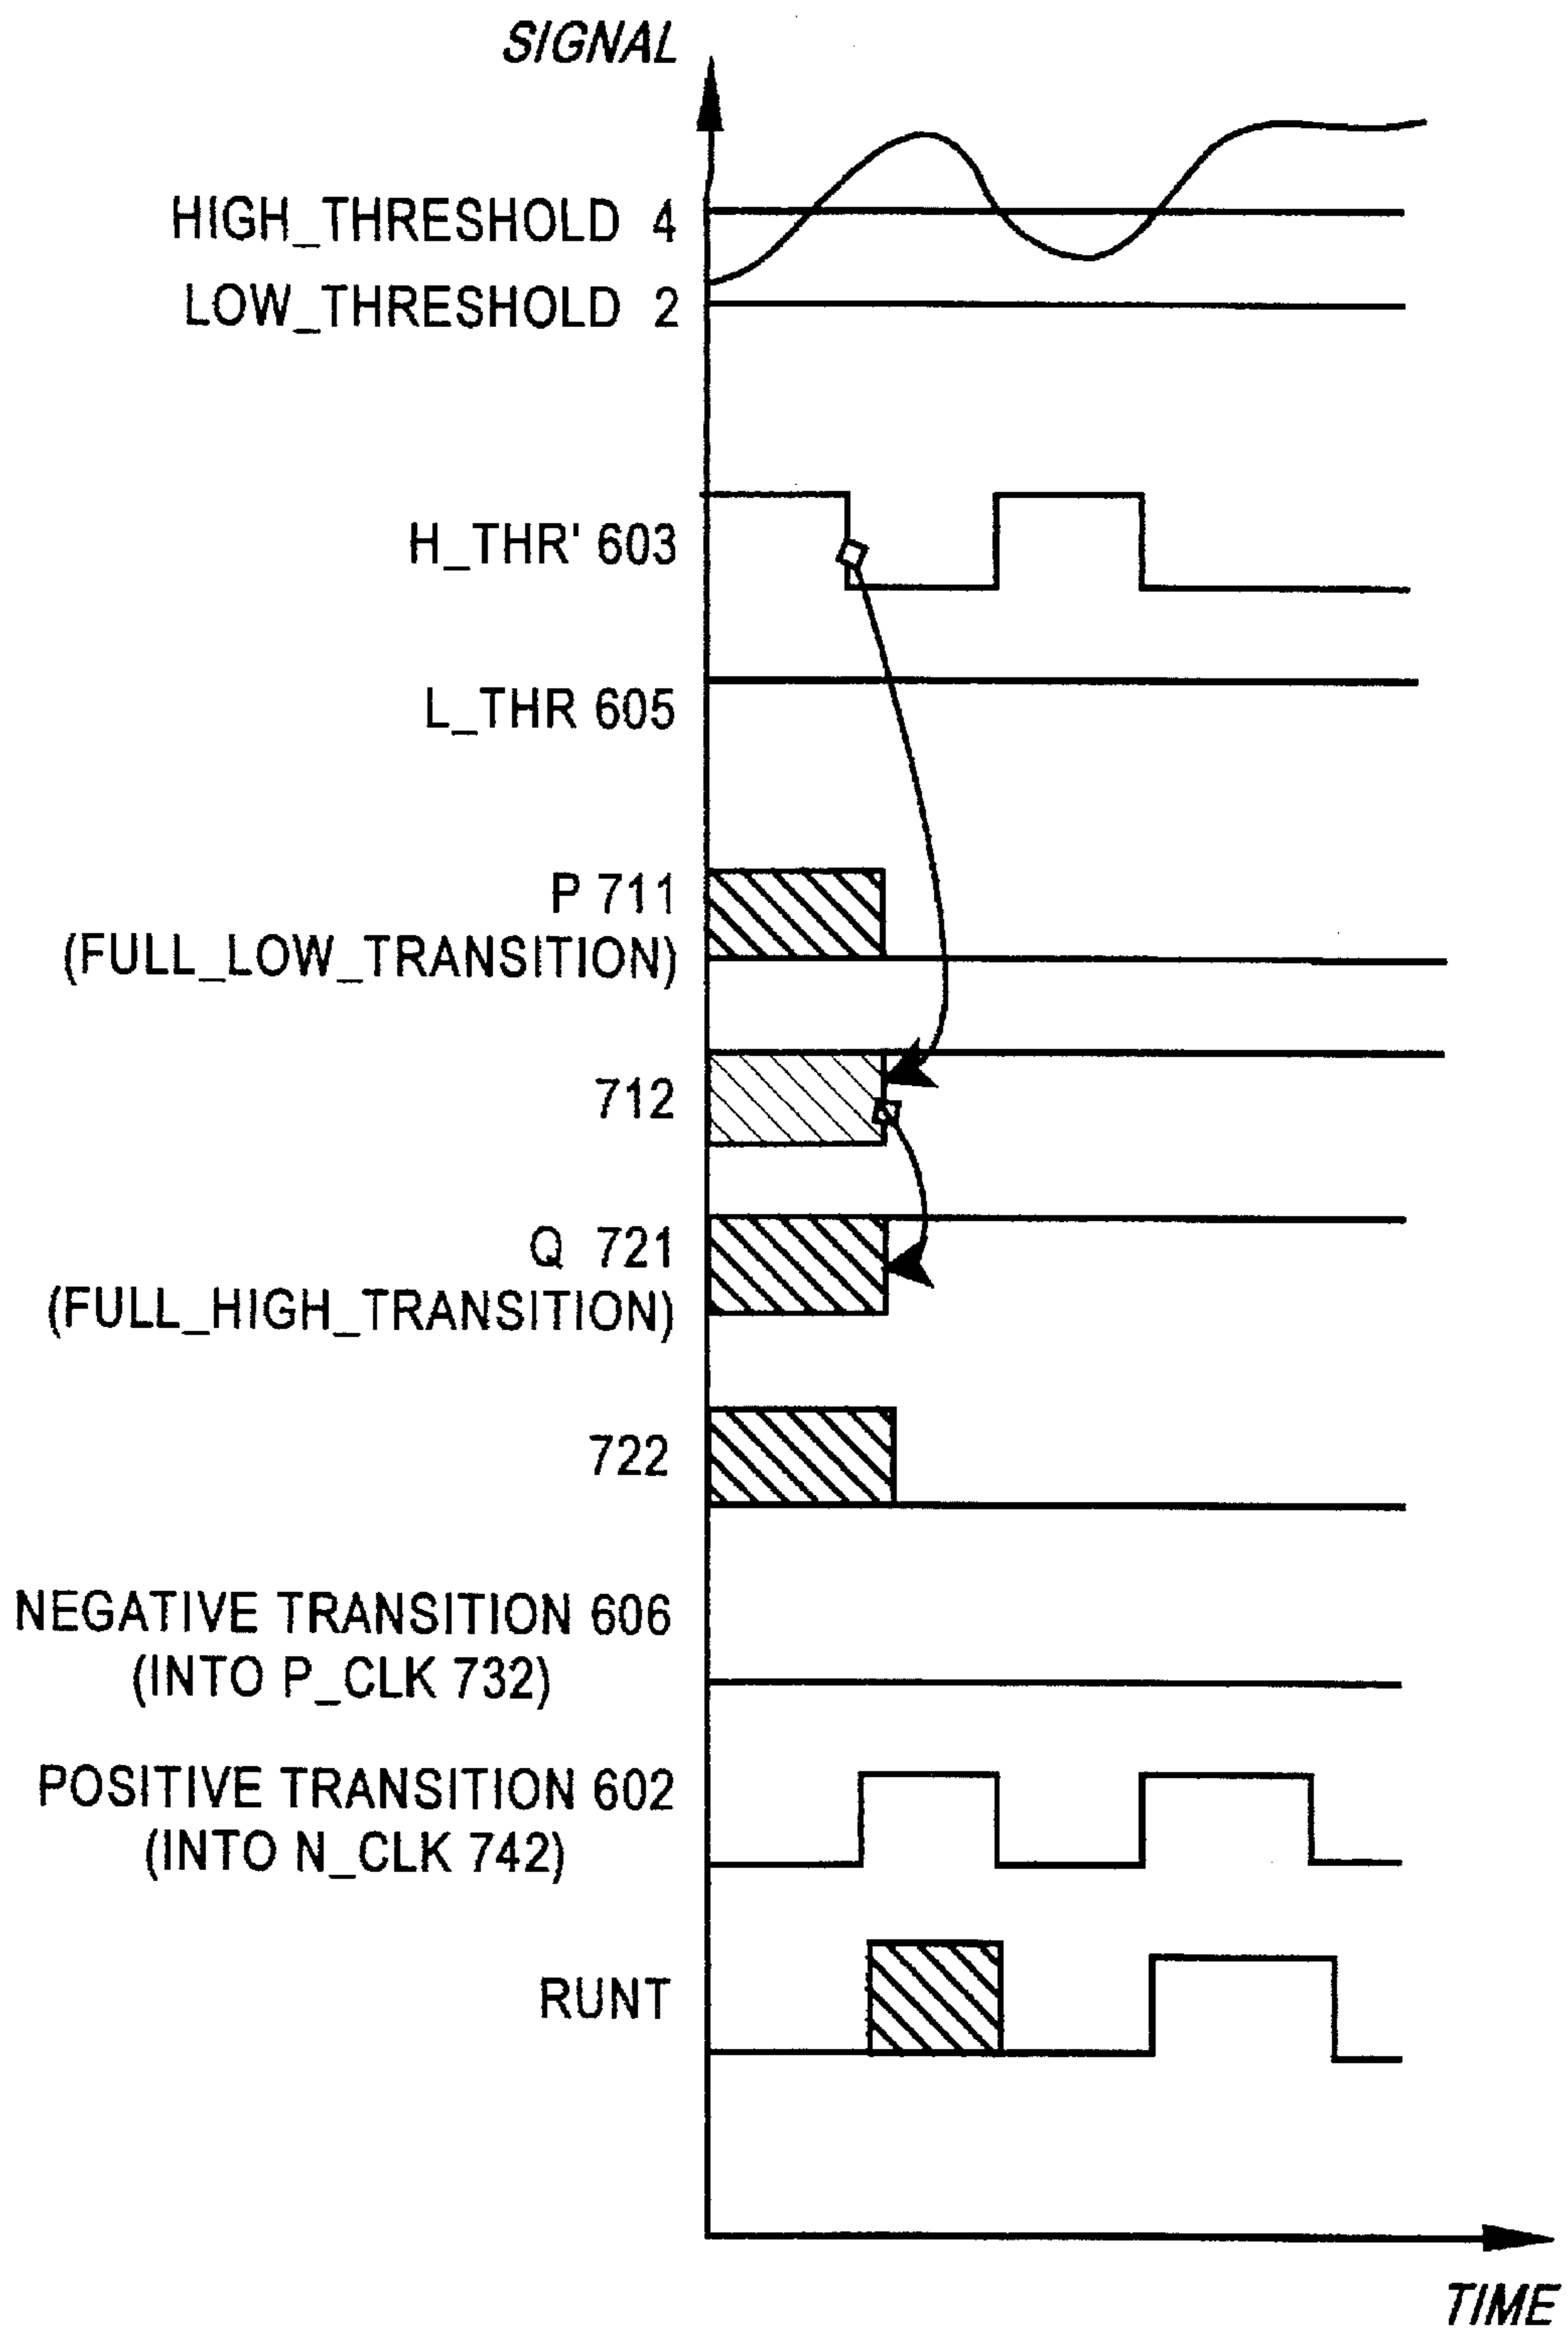 SIGNAL
HIGH_THRESHOLD 4
LOW_THRESHOLD 2
H_THR' 603
L_THR 605
P 711
(FULL_LOW_TRANSITION)
712
Q 721
(FULL_HIGH_TRANSITION)
722
NEGATIVE TRANSITION 606
(INTO P_CLK 732)
POSITIVE TRANSITION 602
(INTO N_CLK 742)
RUNT
TIME